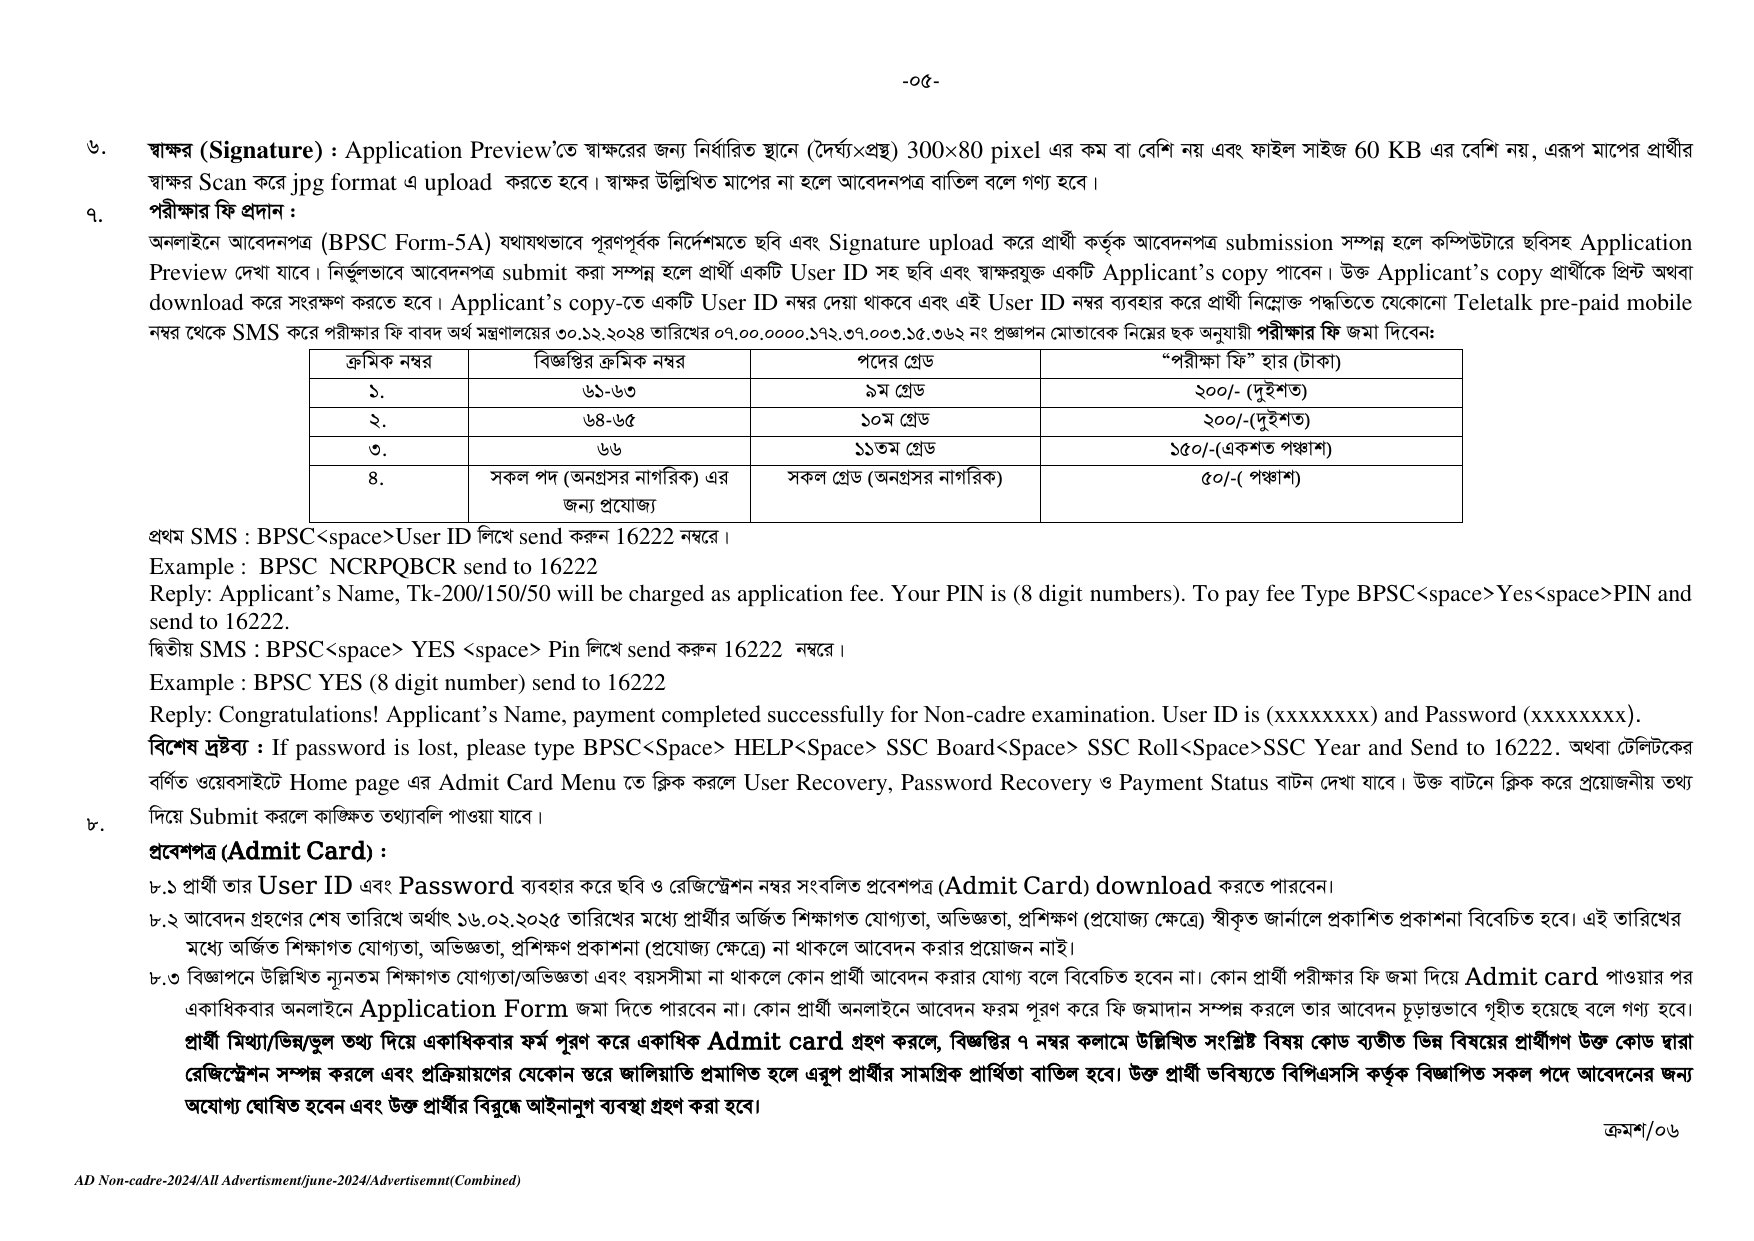 -০৫-
৬. স্বাক্ষর (Signature) : Application Preview’তে স্বাক্ষরের জন্য নির্ধারিত স্থানে (দৈর্ঘ্য×প্রস্থ) 300×80 pixel এর কম বা বেশি নয় এবং ফাইল সাইজ 60 KB এর বেশি নয়, এরূপ মাপের প্রার্থীর
স্বাক্ষর Scan করে jpg format এ upload করতে হবে। স্বাক্ষর উল্লিখিত মাপের না হলে আবেদনপত্র বাতিল বলে গণ্য হবে।
৭. পরীক্ষার ফি প্রদান :
অনলাইনে আবেদনপত্র (BPSC Form-5A) যথাযথভাবে পূরণপূর্বক নির্দেশমতে ছবি এবং Signature upload করে প্রার্থী কর্তৃক আবেদনপত্র submission সম্পন্ন হলে কম্পিউটারে ছবিসহ Application
Preview দেখা যাবে। নির্ভুলভাবে আবেদনপত্র submit করা সম্পন্ন হলে প্রার্থী একটি User ID সহ ছবি এবং স্বাক্ষরযুক্ত একটি Applicant’s copy পাবেন। উক্ত Applicant’s copy প্রার্থীকে প্রিন্ট অথবা
download করে সংরক্ষণ করতে হবে। Applicant’s copy-তে একটি User ID নম্বর দেয়া থাকবে এবং এই User ID নম্বর ব্যবহার করে প্রার্থী নিম্নোক্ত পদ্ধতিতে যেকোনো Teletalk pre-paid mobile
নম্বর থেকে SMS করে পরীক্ষার ফি বাবদ অর্থ মন্ত্রণালয়ের ৩০.১২.২০২৪ তারিখের ০৭.০০.০০০০.১৭২.৩৭.০০৩.১৫.৩৬২ নং প্রজ্ঞাপন মোতাবেক নিম্নের ছক অনুযায়ী পরীক্ষার ফি জমা দিবেন:
ক্রমিক নম্বর বিজ্ঞপ্তির ক্রমিক নম্বর পদের গ্রেড “পরীক্ষা ফি” হার (টাকা)
১. ৬১-৬৩ ৯ম গ্রেড ২০০/- (দুইশত)
২. ৬৪-৬৫ ১০ম গ্রেড ২০০/-(দুইশত)
৩. ৬৬ ১১তম গ্রেড ১৫০/-(একশত পঞ্চাশ)
৪. সকল পদ (অনগ্রসর নাগরিক) এর সকল গ্রেড (অনগ্রসর নাগরিক) ৫০/-( পঞ্চাশ)
জন্য প্রযোজ্য
প্রথম SMS : BPSC<space>User ID লিখে send করুন 16222 নম্বরে।
Example : BPSC NCRPQBCR send to 16222
Reply: Applicant’s Name, Tk-200/150/50 will be charged as application fee. Your PIN is (8 digit numbers). To pay fee Type BPSC<space>Yes<space>PIN and
send to 16222.
দ্বিতীয় SMS : BPSC<space> YES <space> Pin লিখে send করুন 16222 নম্বরে।
Example : BPSC YES (8 digit number) send to 16222
Reply: Congratulations! Applicant’s Name, payment completed successfully for Non-cadre examination. User ID is (xxxxxxxx) and Password (xxxxxxxx).
বিশেষ দ্রষ্টব্য : If password is lost, please type BPSC<Space> HELP<Space> SSC Board<Space> SSC Roll<Space>SSC Year and Send to 16222. অথবা টেলিটকের
বর্ণিত ওয়েবসাইটে Home page এর Admit Card Menu তে ক্লিক করলে User Recovery, Password Recovery ও Payment Status বাটন দেখা যাবে। উক্ত বাটনে ক্লিক করে প্রয়োজনীয় তথ্য
দিয়ে Submit করলে কাঙ্ক্ষিত তথ্যাবলি পাওয়া যাবে।
৮.
প্রবেশপত্র (Admit Card) :
৮.১ প্রার্থী তার User ID এবং Password ব্যবহার করে ছবি ও রেজিস্ট্রেশন নম্বর সংবলিত প্রবেশপত্র (Admit Card) download করতে পারবেন।
৮.২ আবেদন গ্রহণের শেষ তারিখে অর্থাৎ ১৬.০২.২০২৫ তারিখের মধ্যে প্রার্থীর অর্জিত শিক্ষাগত যোগ্যতা, অভিজ্ঞতা, প্রশিক্ষণ (প্রযোজ্য ক্ষেত্রে) স্বীকৃত জার্নালে প্রকাশিত প্রকাশনা বিবেচিত হবে। এই তারিখের
মধ্যে অর্জিত শিক্ষাগত যোগ্যতা, অভিজ্ঞতা, প্রশিক্ষণ প্রকাশনা (প্রযোজ্য ক্ষেত্রে) না থাকলে আবেদন করার প্রয়োজন নাই।
৮.৩ বিজ্ঞাপনে উল্লিখিত ন্যূনতম শিক্ষাগত যোগ্যতা/অভিজ্ঞতা এবং বয়সসীমা না থাকলে কোন প্রার্থী আবেদন করার যোগ্য বলে বিবেচিত হবেন না। কোন প্রার্থী পরীক্ষার ফি জমা দিয়ে Admit card পাওয়ার পর
একাধিকবার অনলাইনে Application Form জমা দিতে পারবেন না। কোন প্রার্থী অনলাইনে আবেদন ফরম পূরণ করে ফি জমাদান সম্পন্ন করলে তার আবেদন চূড়ান্তভাবে গৃহীত হয়েছে বলে গণ্য হবে।
প্রার্থী মিথ্যা/ভিন্ন/ভুল তথ্য দিয়ে একাধিকবার ফর্ম পূরণ করে একাধিক Admit card গ্রহণ করলে, বিজ্ঞপ্তির ৭ নম্বর কলামে উল্লিখিত সংশ্লিষ্ট বিষয় কোড ব্যতীত ভিন্ন বিষয়ের প্রার্থীগণ উক্ত কোড দ্বারা
রেজিস্ট্রেশন সম্পন্ন করলে এবং প্রক্রিয়ায়ণের যেকোন স্তরে জালিয়াতি প্রমাণিত হলে এরূপ প্রার্থীর সামগ্রিক প্রার্থিতা বাতিল হবে। উক্ত প্রার্থী ভবিষ্যতে বিপিএসসি কর্তৃক বিজ্ঞাপিত সকল পদে আবেদনের জন্য
অযোগ্য ঘোষিত হবেন এবং উক্ত প্রার্থীর বিরুদ্ধে আইনানুগ ব্যবস্থা গ্রহণ করা হবে।
ক্রমশ/০৬
AD Non-cadre-2024/All Advertisment/june-2024/Advertisemnt(Combined)